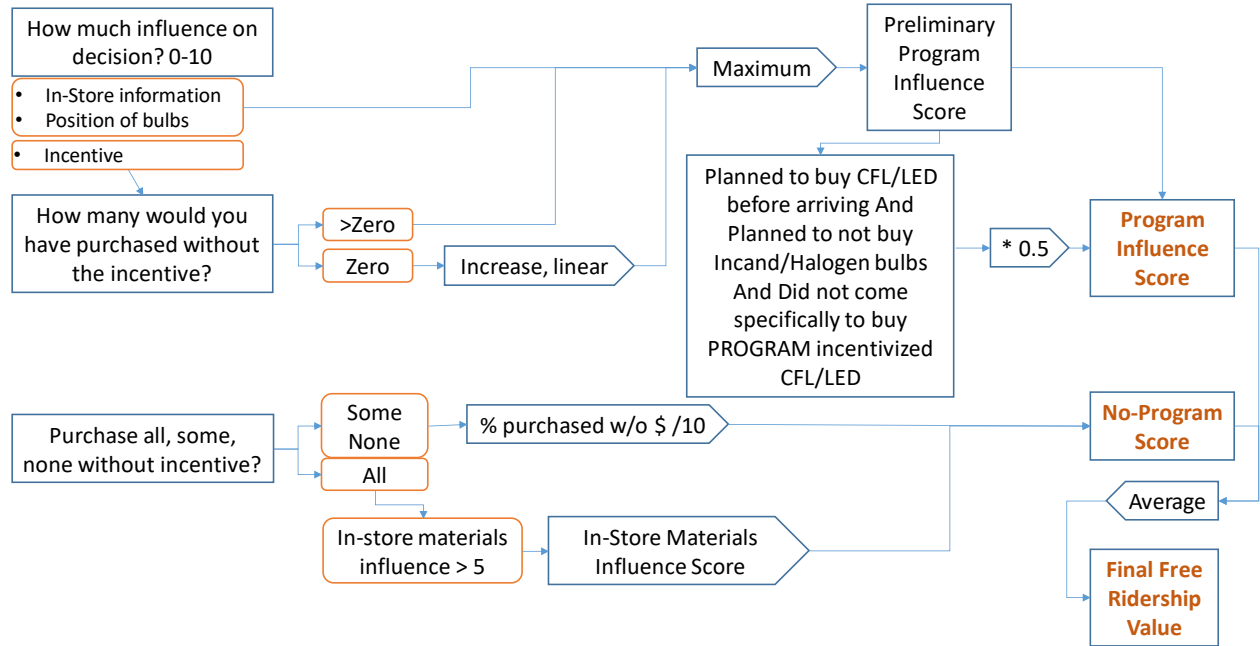 How much influence on
decision? 0-10
• In-Store information
• Position of bulbs
• Incentive
How many would you
have purchased without
the incentive?
>Zero
Zero
Increase, linear
Maximum
Preliminary
Program
Influence
Score
Planned to buy CFL/LED
before arriving And
Planned to not buy
Incand/Halogen bulbs
And Did not come
specifically to buy
PROGRAM incentivized
CFL/LED
* 0.5
Program
Influence
Score
Purchase all, some,
none without incentive?
Some
None
All
% purchased w/o $ /10
In-store materials
influence > 5
In-Store Materials
Influence Score
No-Program
Score
Average
Final Free
Ridership
Value